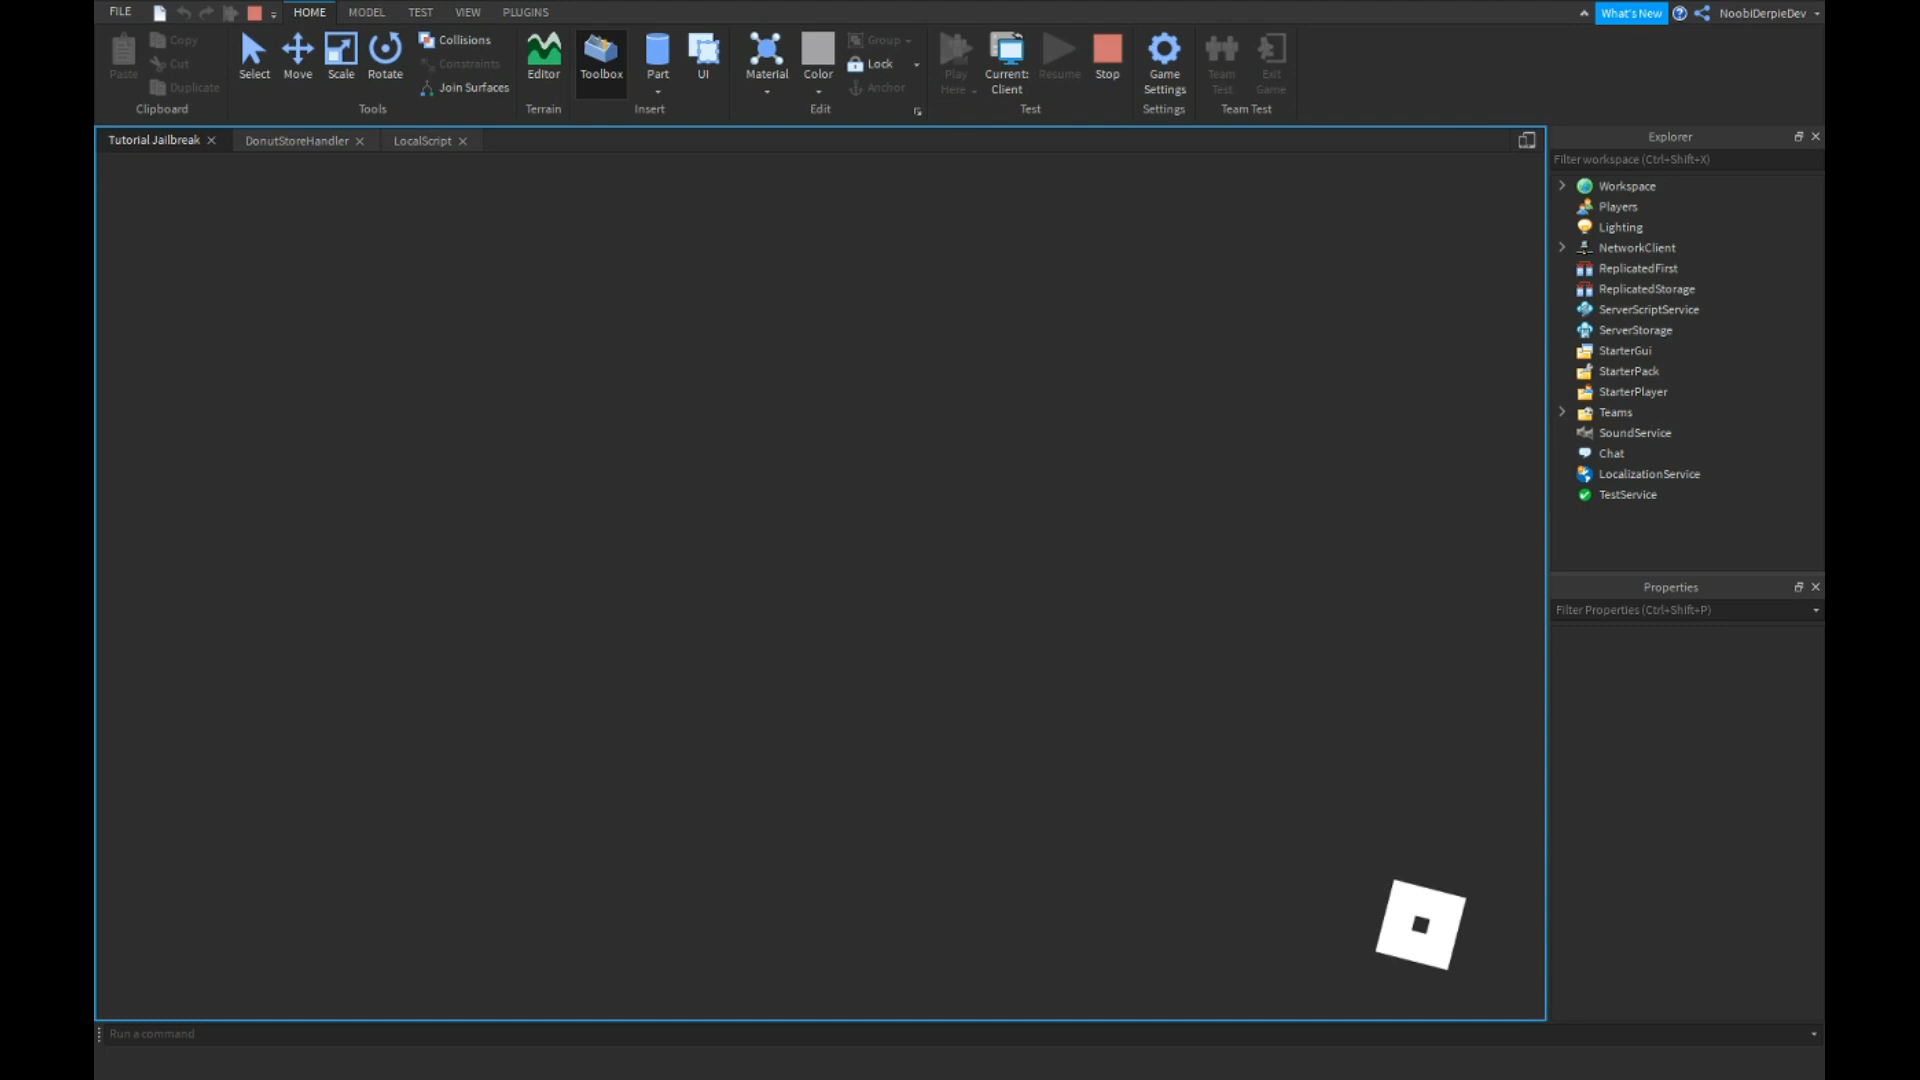 FILE HOME MODEL TEST VIEW PLUGINS What's New NoobiDerpieDev
Paste Copy Cut Duplicate Clipboard
Select Move Scale Rotate Collisions Constraints Join Surfaces Tools
Editor Terrain
Toolbox Part UI Insert
Material Color Group Lock Anchor Edit
Play Here Current: Client Resume Stop Test
Game Settings Settings
Team Test Exit Game Team Test
Tutorial Jailbreak DonutStoreHandler LocalScript
Explorer
Filter workspace (Ctrl+Shift+X)
Workspace
Players
Lighting
NetworkClient
ReplicatedFirst
ReplicatedStorage
ServerScriptService
ServerStorage
StarterGui
StarterPack
StarterPlayer
Teams
SoundService
Chat
LocalizationService
TestService
Properties
Filter Properties (Ctrl+Shift+P)
Run a command